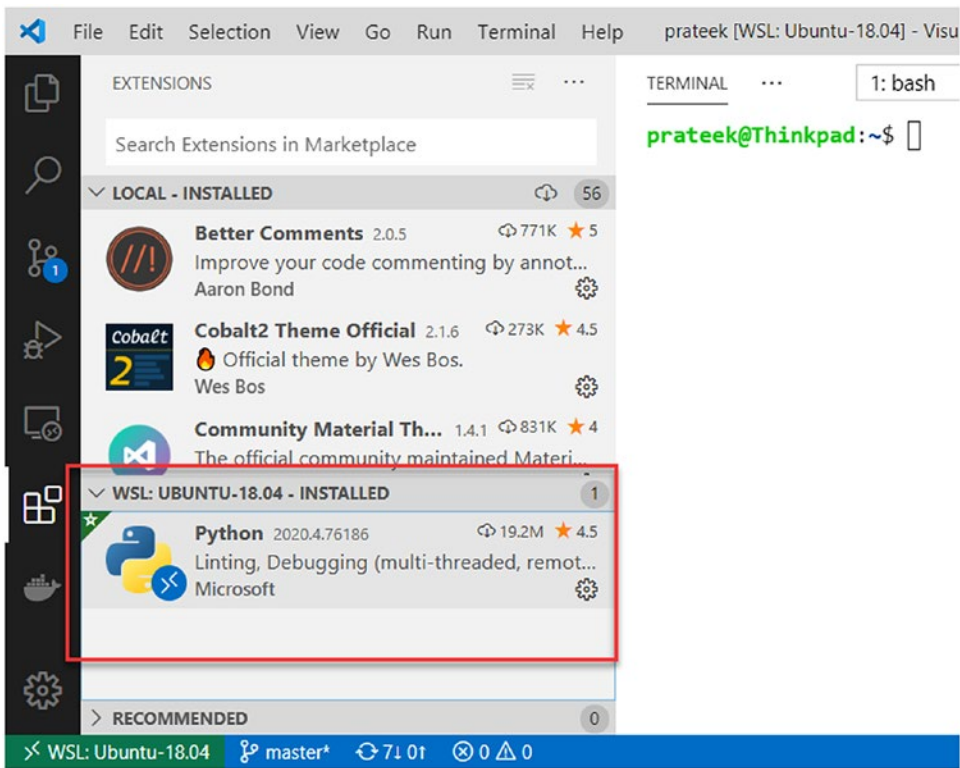 File Edit Selection View Go Run Terminal Help prateek [WSL: Ubuntu-18.04] - Visu
EXTENSIONS
Search Extensions in Marketplace
LOCAL - INSTALLED 56
Better Comments 2.0.5 771K 5
Improve your code commenting by annot...
Aaron Bond
Cobalt2 Theme Official 2.1.6 273K 4.5
Official theme by Wes Bos.
Wes Bos
Community Material Th... 1.4.1 831K 4
The official community maintained Materi...
WSL: UBUNTU-18.04 - INSTALLED 1
Python 2020.4.76186 19.2M 4.5
Linting, Debugging (multi-threaded, remot...
Microsoft
RECOMMENDED 0
TERMINAL ... 1: bash
prateek@Thinkpad:~$
1
//!
Cobalt
2
WSL: Ubuntu-18.04 master* 7↓ 0↑ 0 0